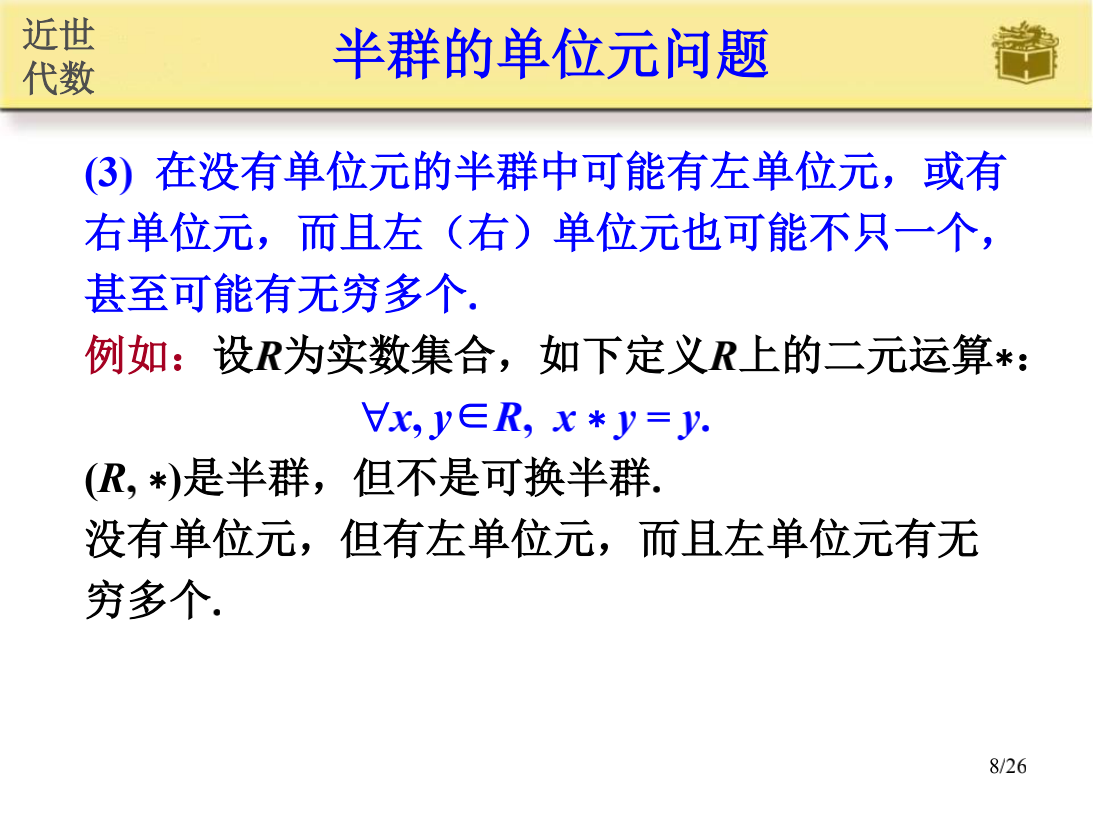 近世
代数
半群的单位元问题
(3) 在没有单位元的半群中可能有左单位元，或有
右单位元，而且左（右）单位元也可能不只一个，
甚至可能有无穷多个.
例如：设R为实数集合，如下定义R上的二元运算*：
∀x, y∈R, x * y = y.
(R, *)是半群，但不是可换半群.
没有单位元，但有左单位元，而且左单位元有无
穷多个.
8/26